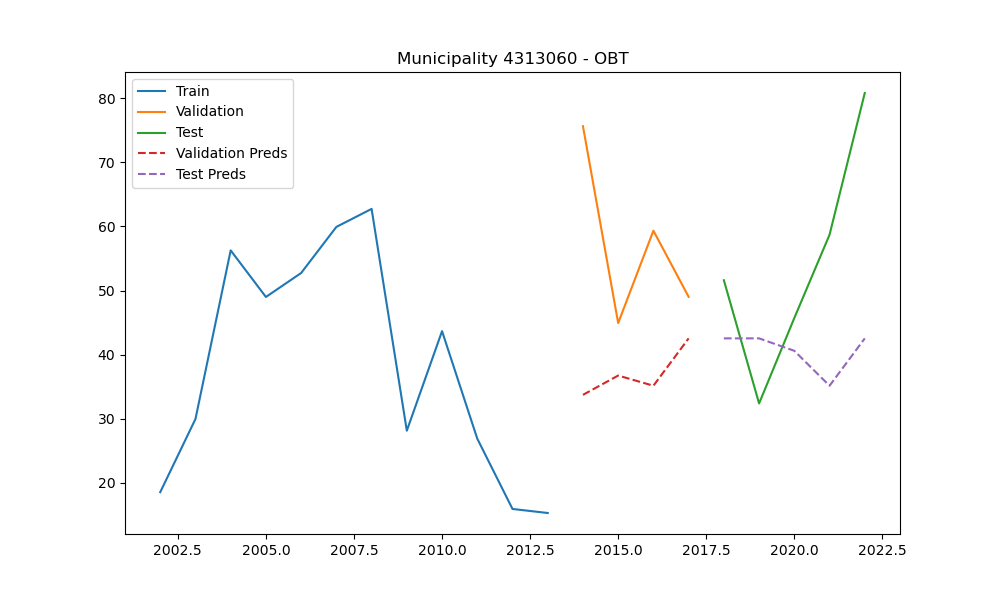 Municipality 4313060 - OBT
Train
Validation
Test
Validation Preds
Test Preds
80
70
60
50
40
30
20
2002.5 2005.0 2007.5 2010.0 2012.5 2015.0 2017.5 2020.0 2022.5